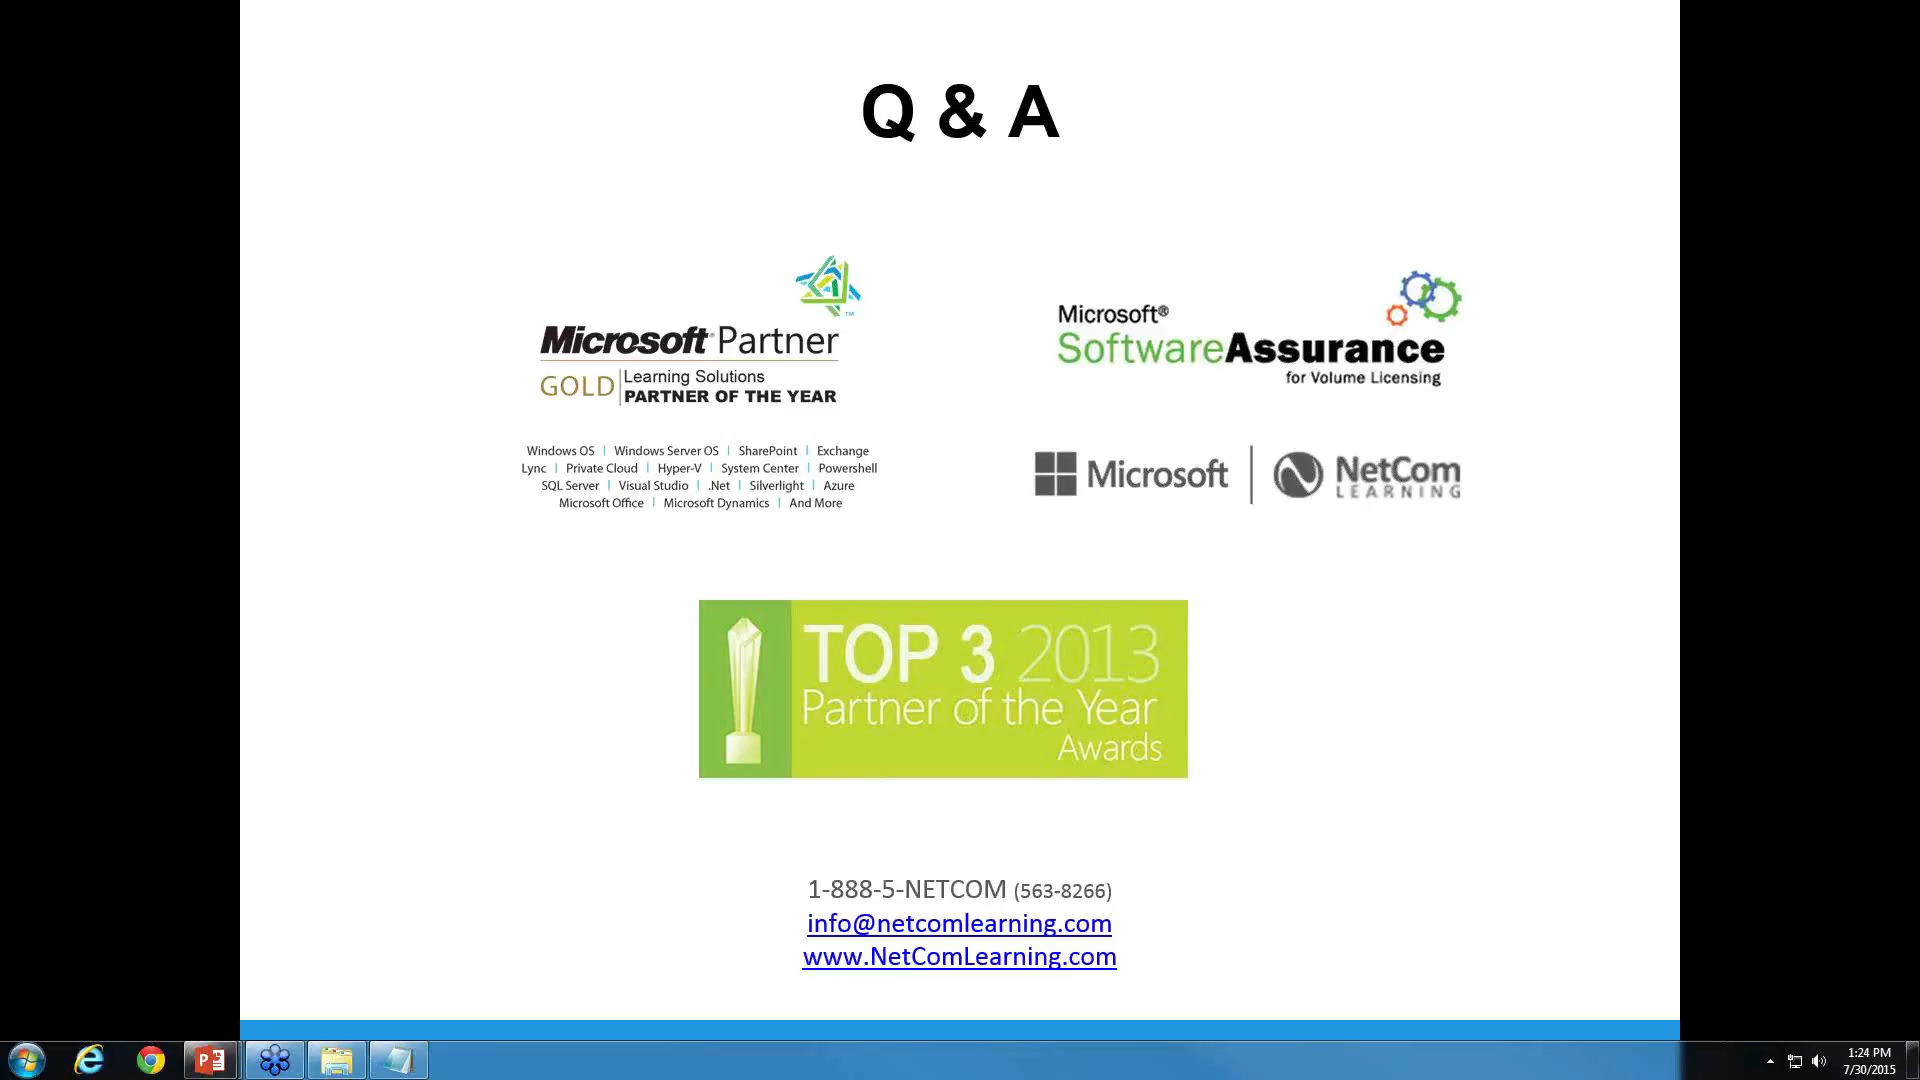 Q & A
Microsoft Partner
GOLD Learning Solutions
PARTNER OF THE YEAR
Windows OS | Windows Server OS | SharePoint | Exchange
Lync | Private Cloud | Hyper-V | System Center | Powershell
SQL Server | Visual Studio | .Net | Silverlight | Azure
Microsoft Office | Microsoft Dynamics | And More
Microsoft®
SoftwareAssurance
for Volume Licensing
Microsoft | NetCom
LEARNING
TOP 3 2013
Partner of the Year
Awards
1-888-5-NETCOM (563-8266)
info@netcomlearning.com
www.NetComLearning.com
1:24 PM
7/30/2015